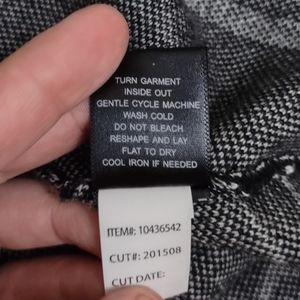 TURN GARMENT
INSIDE OUT
GENTLE CYCLE MACHINE
WASH COLD
DO NOT BLEACH
RESHAPE AND LAY
FLAT TO DRY
COOL IRON IF NEEDED
ITEM#: 10436542
CUT#: 201508
CUT DATE: